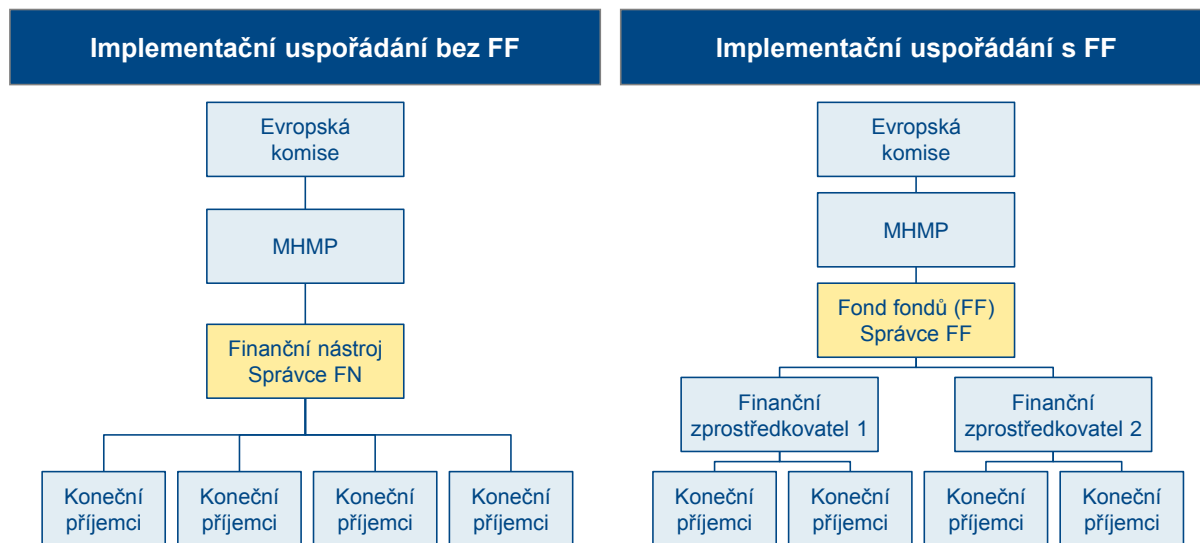 Implementační uspořádání bez FF
Evropská
komise
MHMP
Finanční nástroj
Správce FN
Koneční
příjemci
Koneční
příjemci
Koneční
příjemci
Koneční
příjemci
Implementační uspořádání s FF
Evropská
komise
MHMP
Fond fondů (FF)
Správce FF
Finanční
zprostředkovatel 1
Finanční
zprostředkovatel 2
Koneční
příjemci
Koneční
příjemci
Koneční
příjemci
Koneční
příjemci